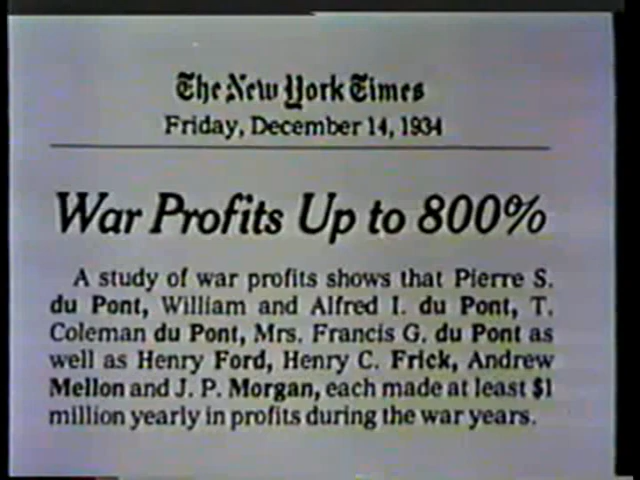 The New York Times
Friday, December 14, 1934
War Profits Up to 800%
A study of war profits shows that Pierre S.
du Pont, William and Alfred I. du Pont, T.
Coleman du Pont, Mrs. Francis G. du Pont as
well as Henry Ford, Henry C. Frick, Andrew
Mellon and J. P. Morgan, each made at least $1
million yearly in profits during the war years.